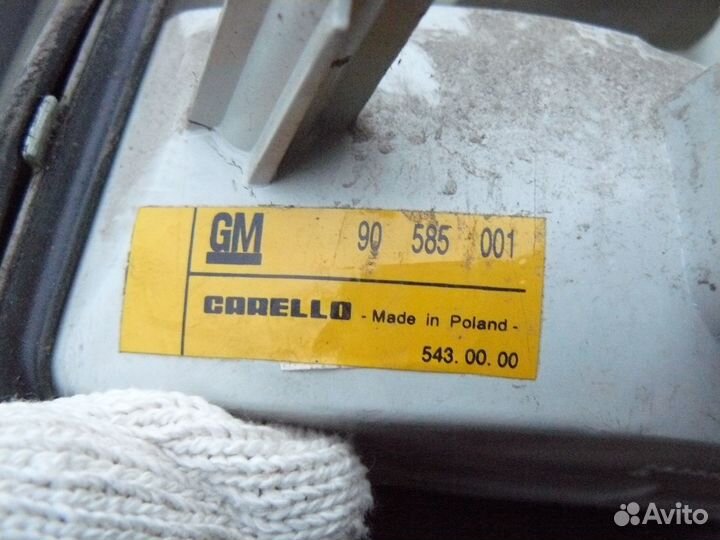 GM 90 585 001
CARELLO - Made in Poland -
543. 00. 00
Avito